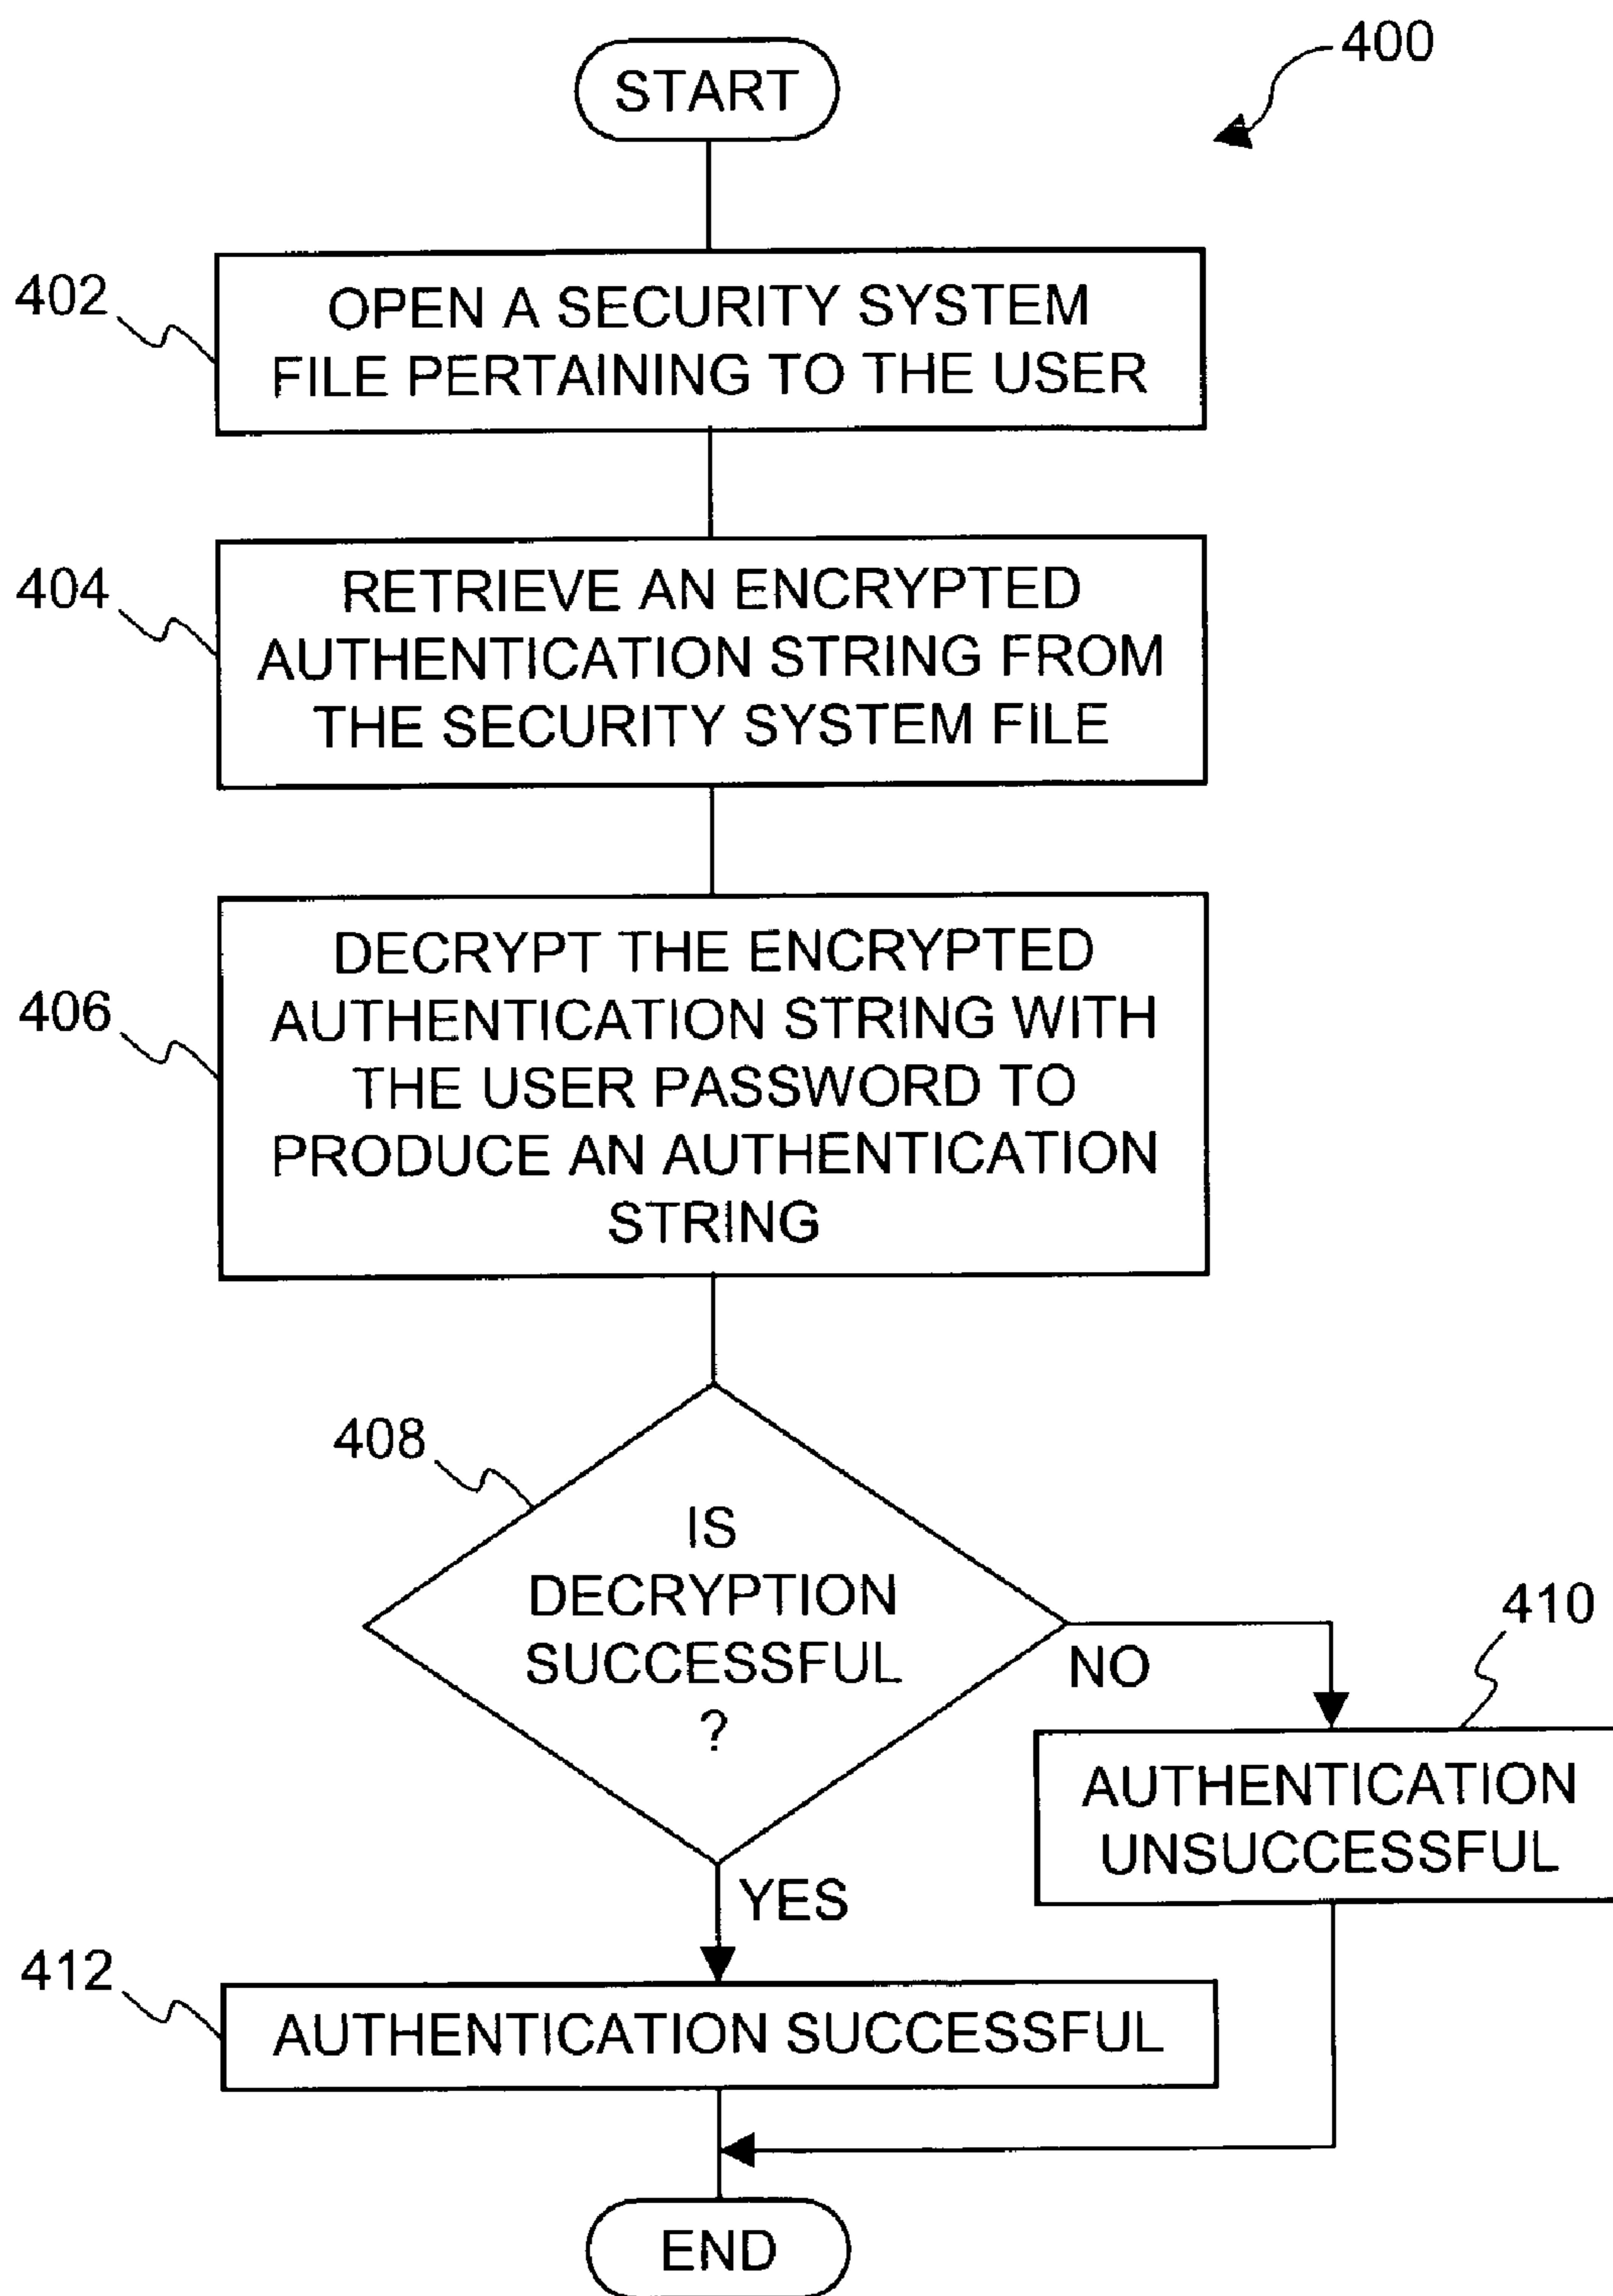 400
START
402
OPEN A SECURITY SYSTEM
FILE PERTAINING TO THE USER
404
RETRIEVE AN ENCRYPTED
AUTHENTICATION STRING FROM
THE SECURITY SYSTEM FILE
406
DECRYPT THE ENCRYPTED
AUTHENTICATION STRING WITH
THE USER PASSWORD TO
PRODUCE AN AUTHENTICATION
STRING
408
IS
DECRYPTION
SUCCESSFUL
?
NO
410
AUTHENTICATION
UNSUCCESSFUL
YES
412
AUTHENTICATION SUCCESSFUL
END